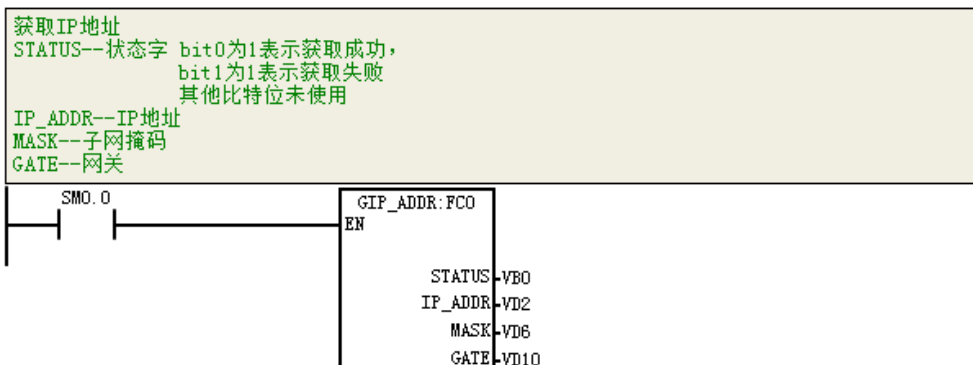 获取IP地址
STATUS--状态字 bit0为1表示获取成功，
bit1为1表示获取失败
其他比特位未使用
IP_ADDR--IP地址
MASK--子网掩码
GATE--网关
SM0.0
GIP_ADDR:FC0
EN
STATUS VB0
IP_ADDR VD2
MASK VD6
GATE VD10